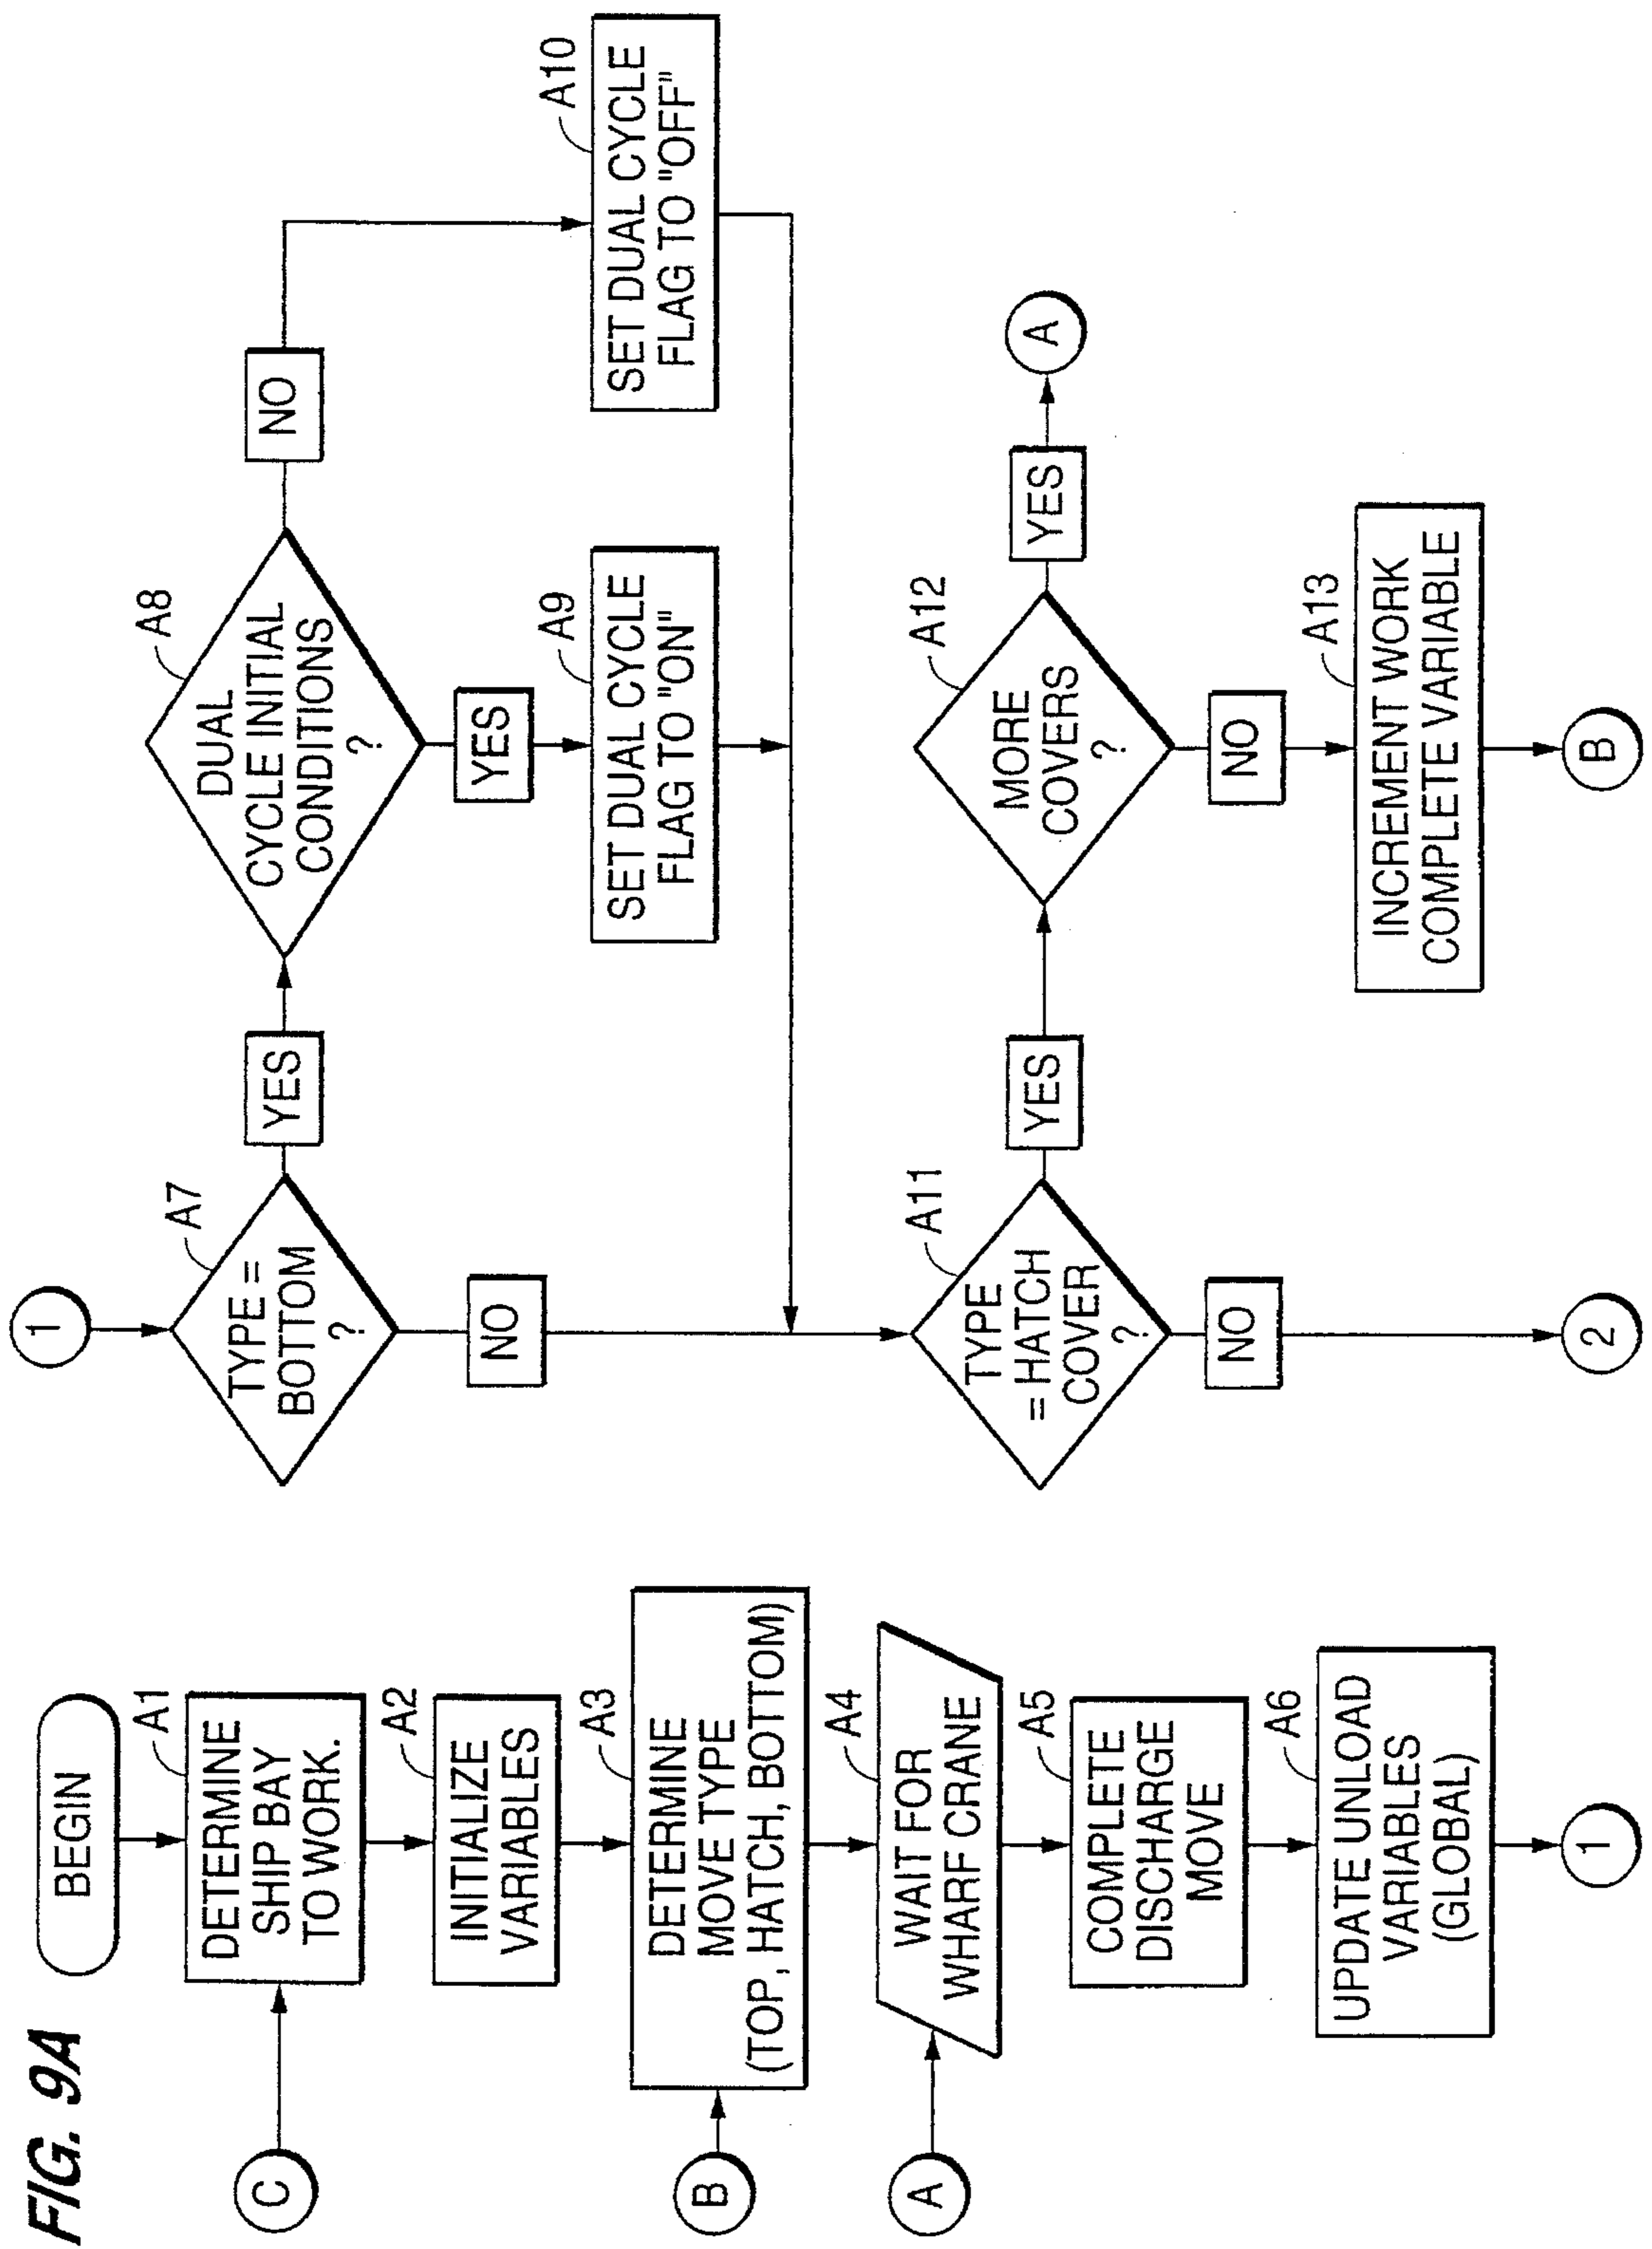 FIG. 9A
BEGIN
C
A1
DETERMINE
SHIP BAY
TO WORK.
A2
INITIALIZE
VARIABLES
B
A3
DETERMINE
MOVE TYPE
(TOP, HATCH, BOTTOM)
A
A4
WAIT FOR
WHARF CRANE
A5
COMPLETE
DISCHARGE
MOVE
A6
UPDATE UNLOAD
VARIABLES
(GLOBAL)
1
1
A7
TYPE =
BOTTOM
?
YES
NO
A8
DUAL
CYCLE INITIAL
CONDITIONS
?
NO
YES
A9
SET DUAL CYCLE
FLAG TO "ON"
A10
SET DUAL CYCLE
FLAG TO "OFF"
A11
TYPE
= HATCH
COVER
?
YES
NO
2
A12
MORE
COVERS
?
YES
A
NO
A13
INCREMENT WORK
COMPLETE VARIABLE
B